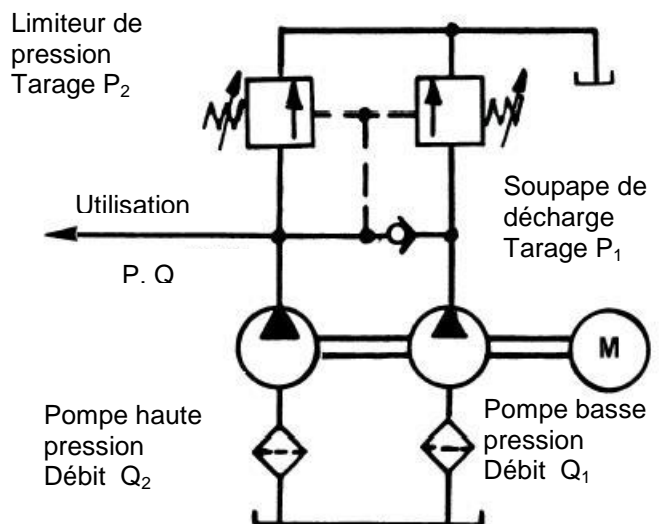 Limiteur de
pression
Tarage P₂
Soupape de
décharge
Tarage P₁
Utilisation
P. Q
M
Pompe haute
pression
Débit Q₂
Pompe basse
pression
Débit Q₁